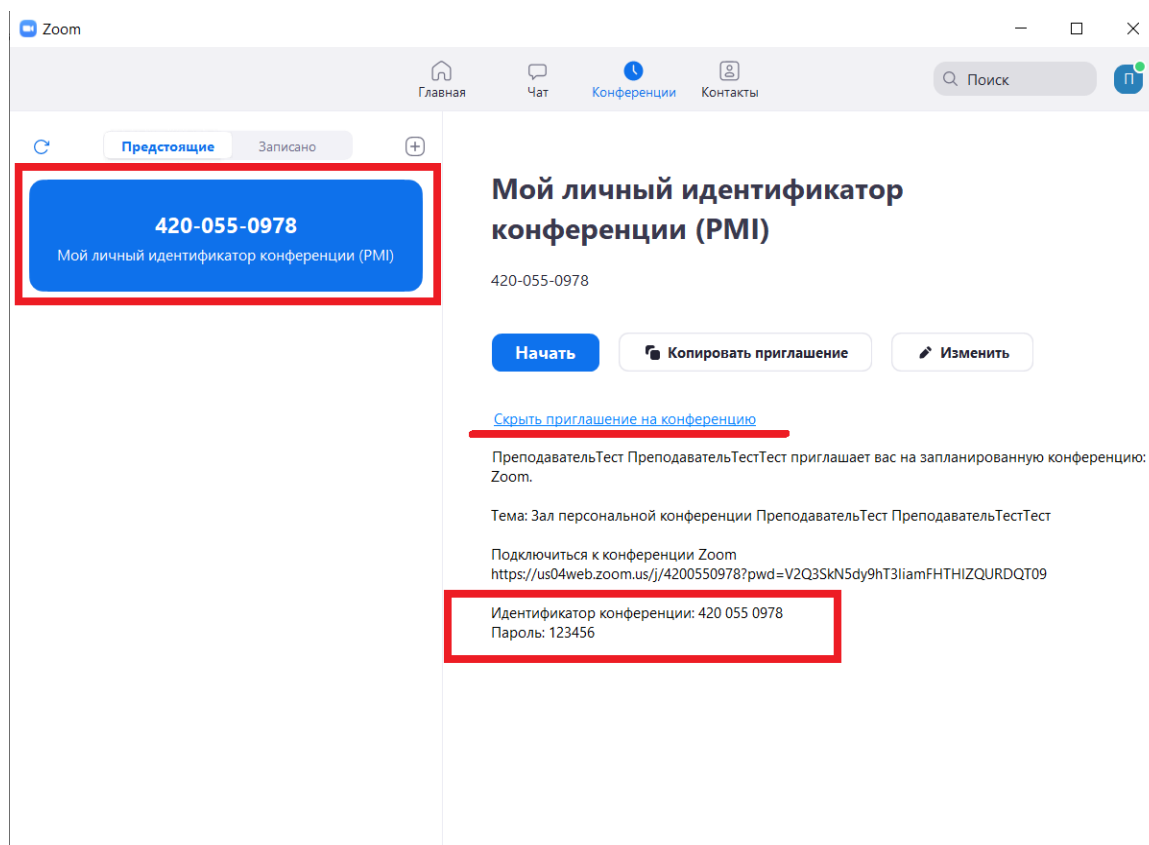 Zoom
Главная
Чат
Конференции
Контакты
Поиск
П
Предстоящие
Записано
420-055-0978
Мой личный идентификатор конференции (PMI)
Мой личный идентификатор
конференции (PMI)
420-055-0978
Начать
Копировать приглашение
Изменить
Скрыть приглашение на конференцию
ПреподавательТест ПреподавательТестТест приглашает вас на запланированную конференцию:
Zoom.
Тема: Зал персональной конференции ПреподавательТест ПреподавательТестТест
Подключиться к конференции Zoom
https://us04web.zoom.us/j/4200550978?pwd=V2Q3SkN5dy9hT3liamFHTHlZQURDQT09
Идентификатор конференции: 420 055 0978
Пароль: 123456